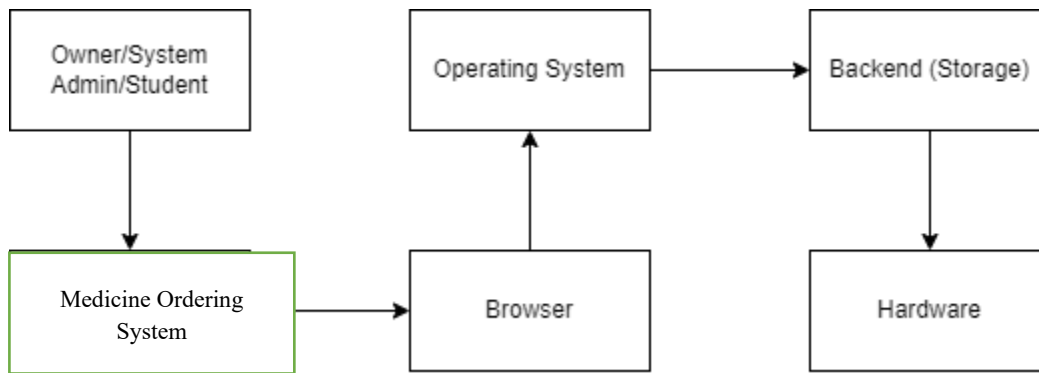 Owner/System
Admin/Student
Operating System
Backend (Storage)
Medicine Ordering
System
Browser
Hardware